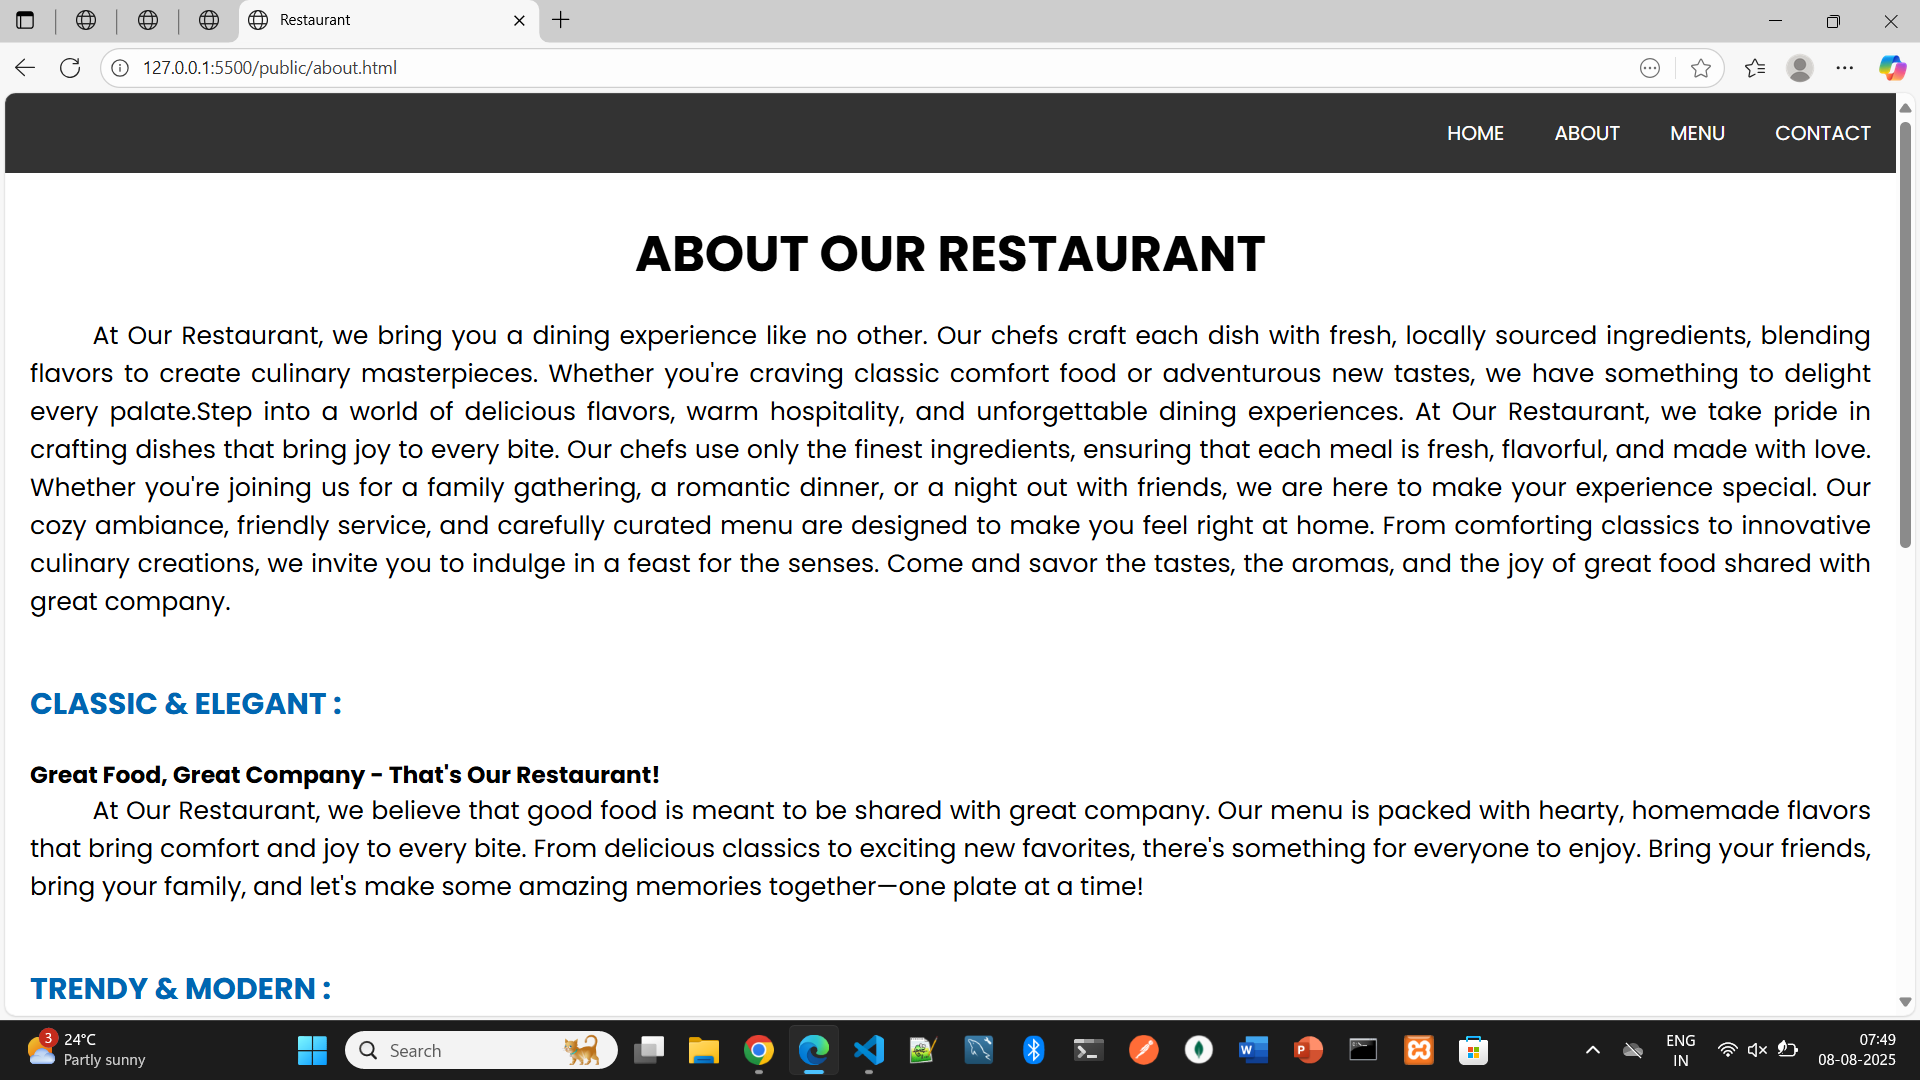 Restaurant
127.0.0.1:5500/public/about.html
HOME ABOUT MENU CONTACT
ABOUT OUR RESTAURANT
At Our Restaurant, we bring you a dining experience like no other. Our chefs craft each dish with fresh, locally sourced ingredients, blending
flavors to create culinary masterpieces. Whether you're craving classic comfort food or adventurous new tastes, we have something to delight
every palate.Step into a world of delicious flavors, warm hospitality, and unforgettable dining experiences. At Our Restaurant, we take pride in
crafting dishes that bring joy to every bite. Our chefs use only the finest ingredients, ensuring that each meal is fresh, flavorful, and made with love.
Whether you're joining us for a family gathering, a romantic dinner, or a night out with friends, we are here to make your experience special. Our
cozy ambiance, friendly service, and carefully curated menu are designed to make you feel right at home. From comforting classics to innovative
culinary creations, we invite you to indulge in a feast for the senses. Come and savor the tastes, the aromas, and the joy of great food shared with
great company.
CLASSIC & ELEGANT :
Great Food, Great Company - That's Our Restaurant!
At Our Restaurant, we believe that good food is meant to be shared with great company. Our menu is packed with hearty, homemade flavors
that bring comfort and joy to every bite. From delicious classics to exciting new favorites, there's something for everyone to enjoy. Bring your friends,
bring your family, and let's make some amazing memories together—one plate at a time!
TRENDY & MODERN :
3
24°C
Partly sunny
Search
W
P
ENG
IN
07:49
08-08-2025